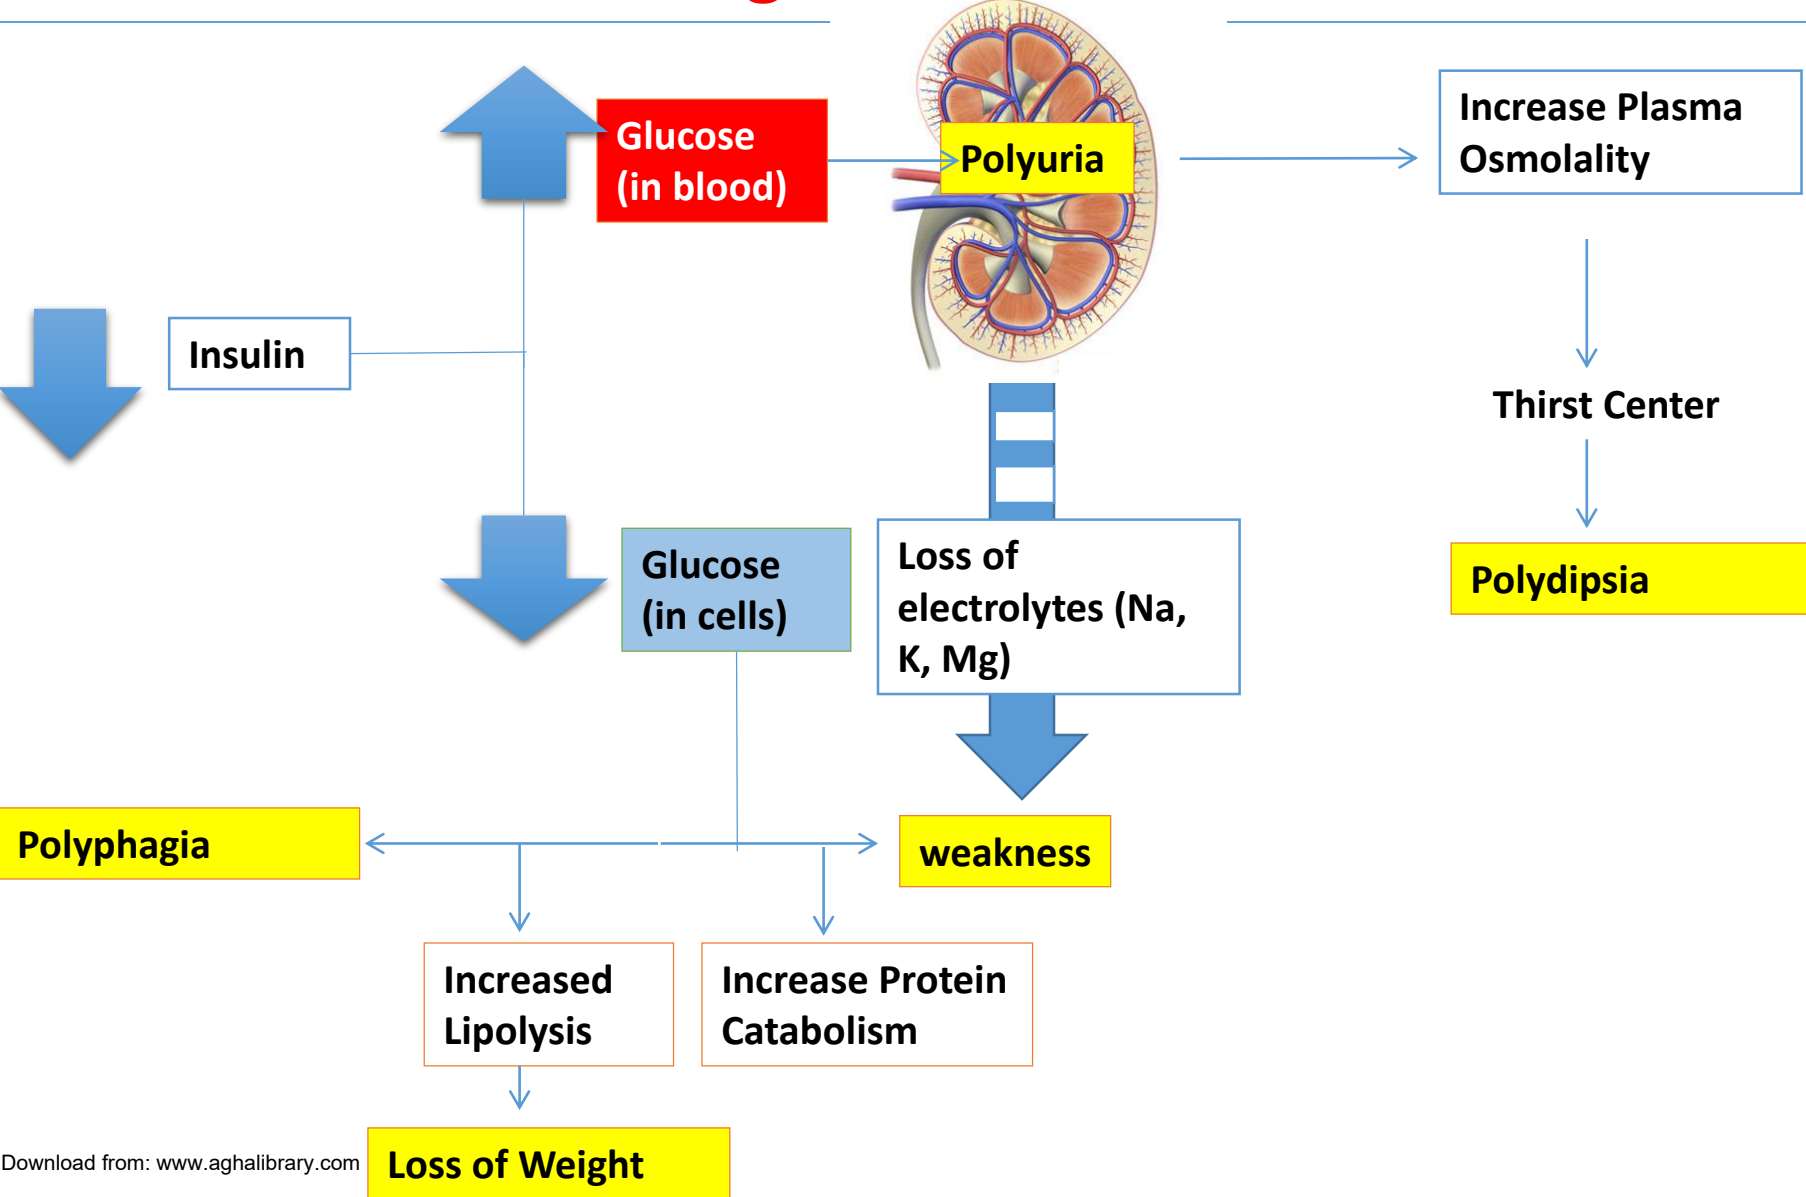 Glucose
(in blood)
Polyuria
Increase Plasma
Osmolality
Insulin
Thirst Center
Glucose
(in cells)
Loss of
electrolytes (Na,
K, Mg)
Polydipsia
Polyphagia
weakness
Increased
Lipolysis
Increase Protein
Catabolism
Loss of Weight
Download from: www.aghalibrary.com